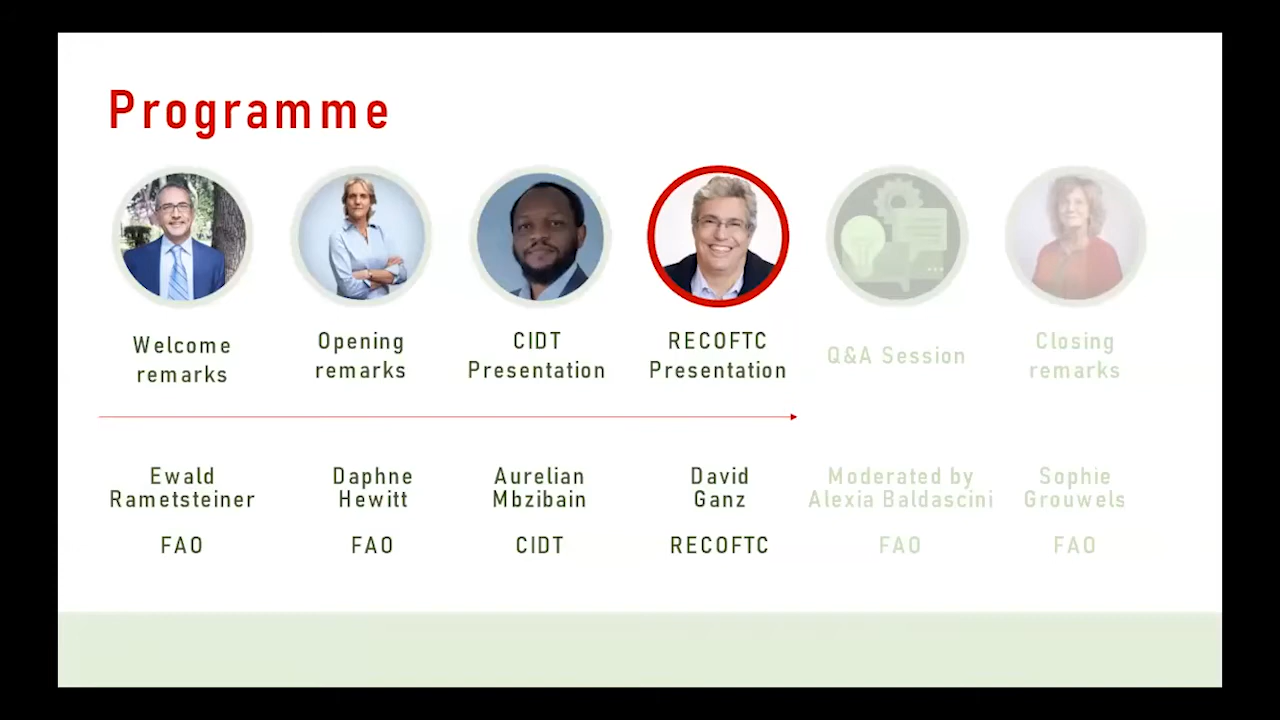 Programme
Welcome
remarks
Opening
remarks
CIDT
Presentation
RECOFTC
Presentation
Q&A Session
Closing
remarks
Ewald
Rametsteiner
FAO
Daphne
Hewitt
FAO
Aurelian
Mbzibain
CIDT
David
Ganz
RECOFTC
Moderated by
Alexia Baldascini
FAO
Sophie
Grouwels
FAO